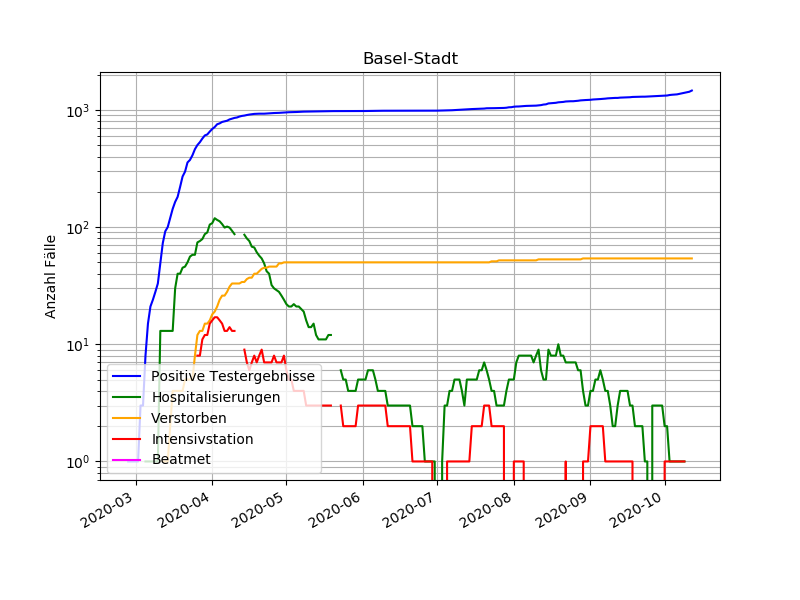 Basel-Stadt
Anzahl Fälle
10³
10²
10¹
10⁰
Positive Testergebnisse
Hospitalisierungen
Verstorben
Intensivstation
Beatmet
2020-03
2020-04
2020-05
2020-06
2020-07
2020-08
2020-09
2020-10